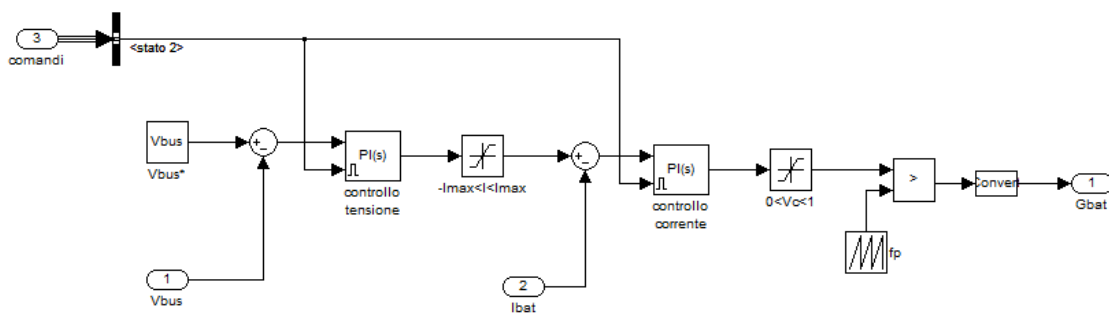 3
comandi
<stato 2>
Vbus
Vbus*
PI(s)
controllo
tensione
-Imax<I<Imax
PI(s)
controllo
corrente
0<Vc<1
>
Convert
1
Gbat
fp
1
Vbus
2
Ibat